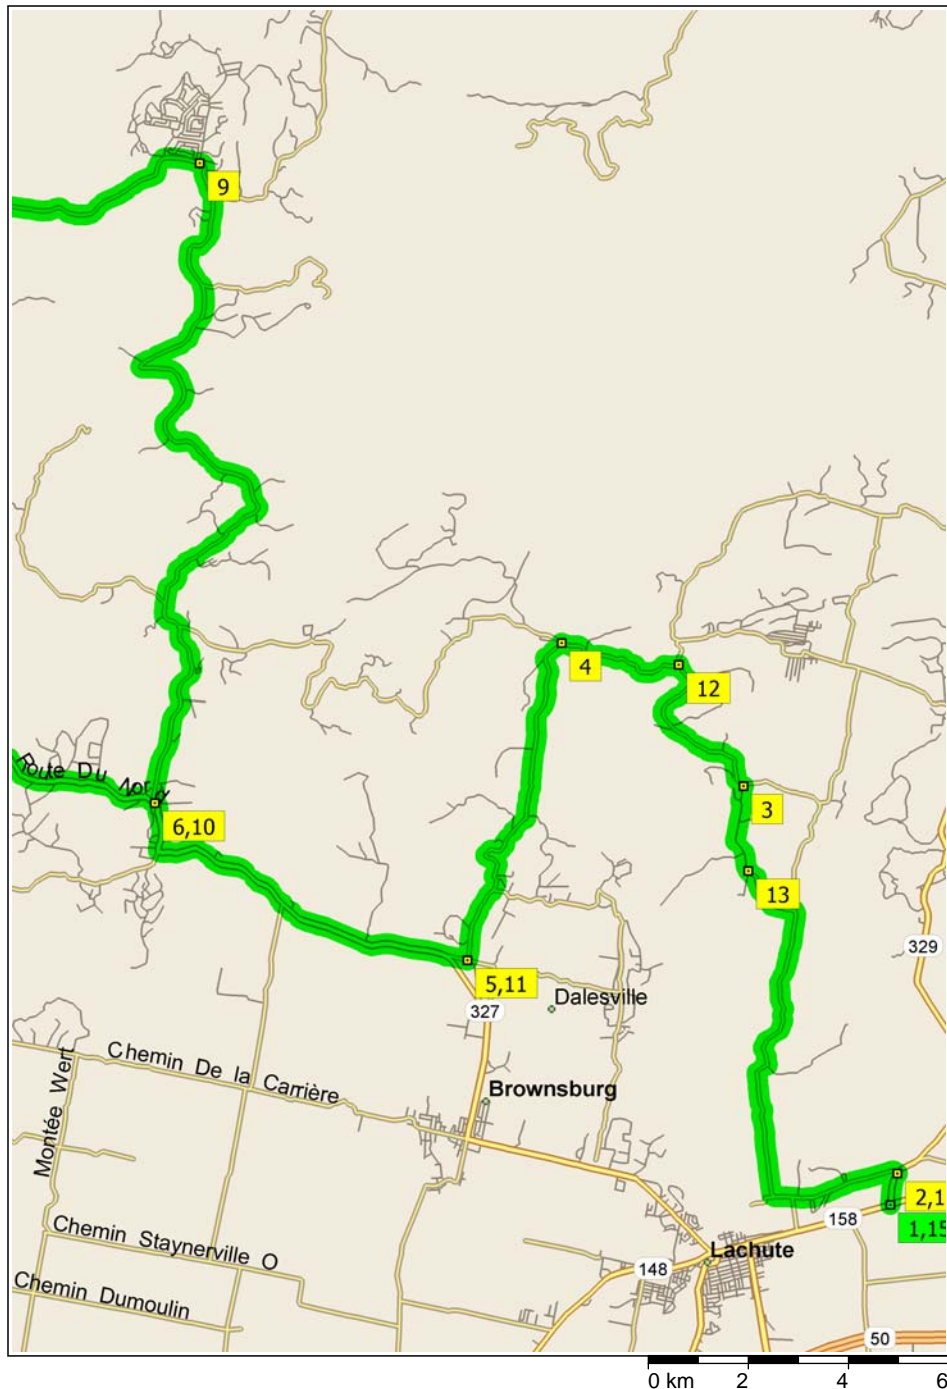 9
4
12
Route Du Nord
3
6,10
13
329
5,11
Dalesville
327
Chemin De la Carrière
Montée Wert
Brownsburg
2,1
1,15
158
Chemin Staynerville O
Lachute
148
Chemin Dumoulin
50
0 km 2 4 6